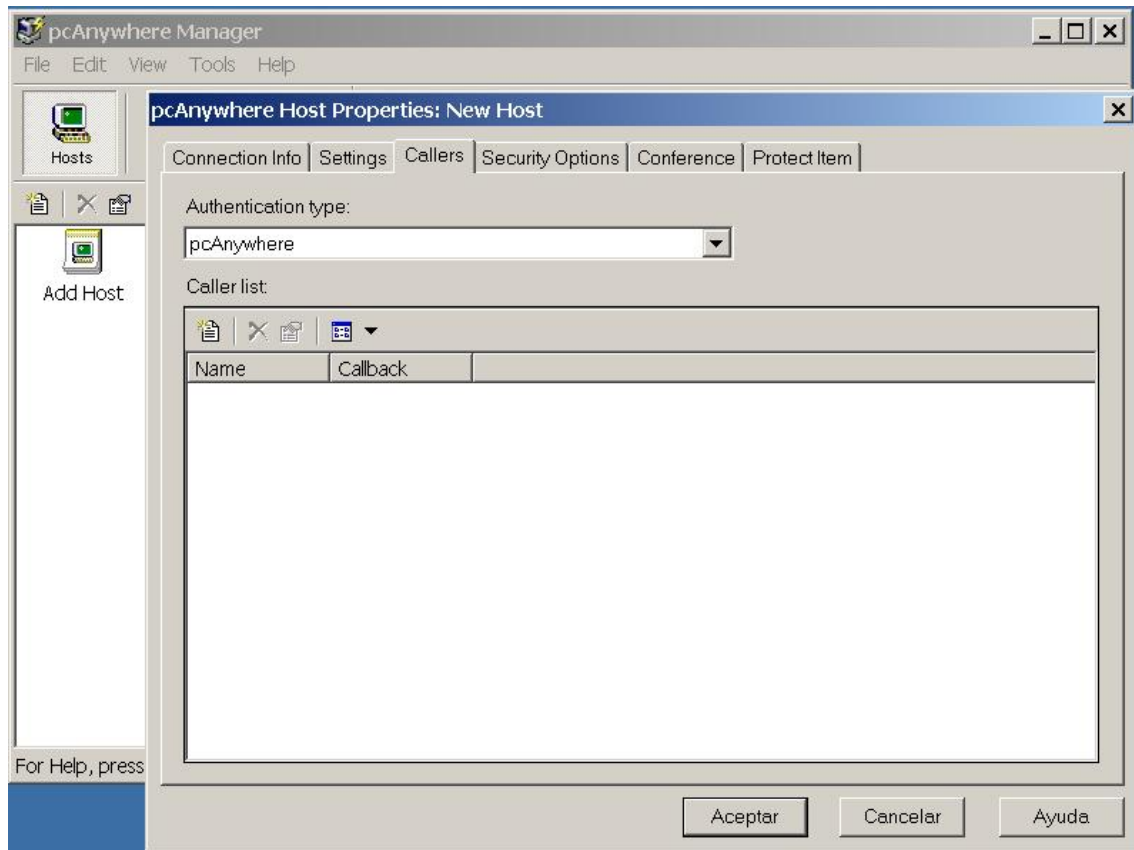 pcAnywhere Manager
File Edit View Tools Help
Hosts
Add Host
For Help, press
pcAnywhere Host Properties: New Host
Connection Info Settings Callers Security Options Conference Protect Item
Authentication type:
pcAnywhere
Caller list:
Name Callback
Aceptar Cancelar Ayuda